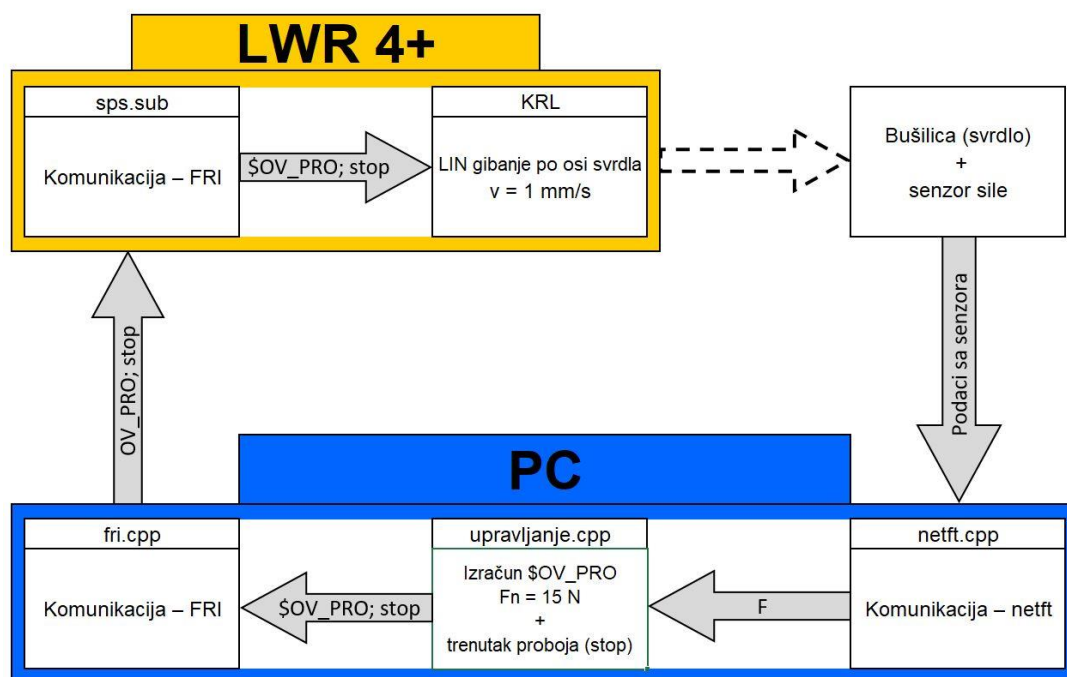 LWR 4+
sps.sub
Komunikacija – FRI
$OV_PRO; stop
KRL
LIN gibanje po osi svrdla
v = 1 mm/s
Bušilica (svrdlo)
+
senzor sile
OV_PRO; stop
Podaci sa senzora
PC
fri.cpp
Komunikacija – FRI
$OV_PRO; stop
upravljanje.cpp
Izračun $OV_PRO
Fn = 15 N
+
trenutak proboja (stop)
F
netft.cpp
Komunikacija – netft